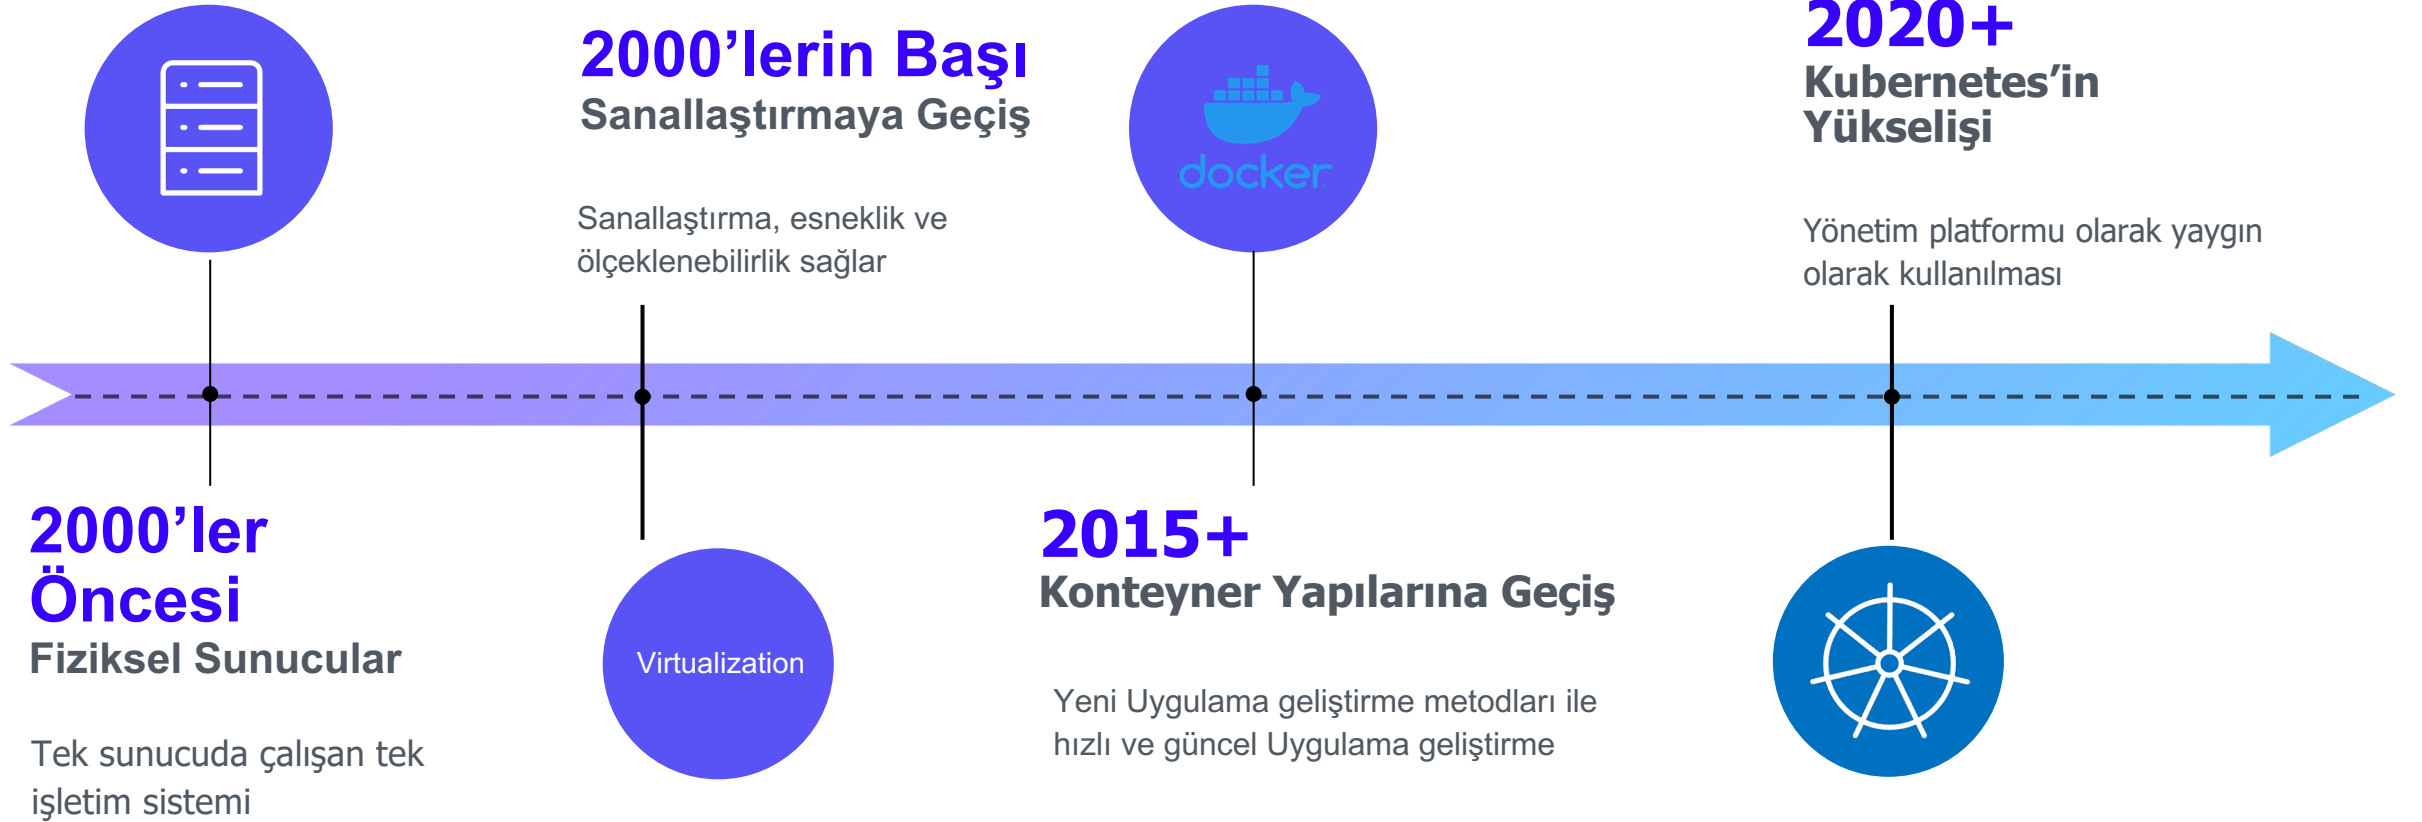 2000’ler
Öncesi
Fiziksel Sunucular
Tek sunucuda çalışan tek
işletim sistemi
2000’lerin Başı
Sanallaştırmaya Geçiş
Sanallaştırma, esneklik ve
ölçeklenebilirlik sağlar
Virtualization
docker
2015+
Konteyner Yapılarına Geçiş
Yeni Uygulama geliştirme metodları ile
hızlı ve güncel Uygulama geliştirme
2020+
Kubernetes’in
Yükselişi
Yönetim platformu olarak yaygın
olarak kullanılması